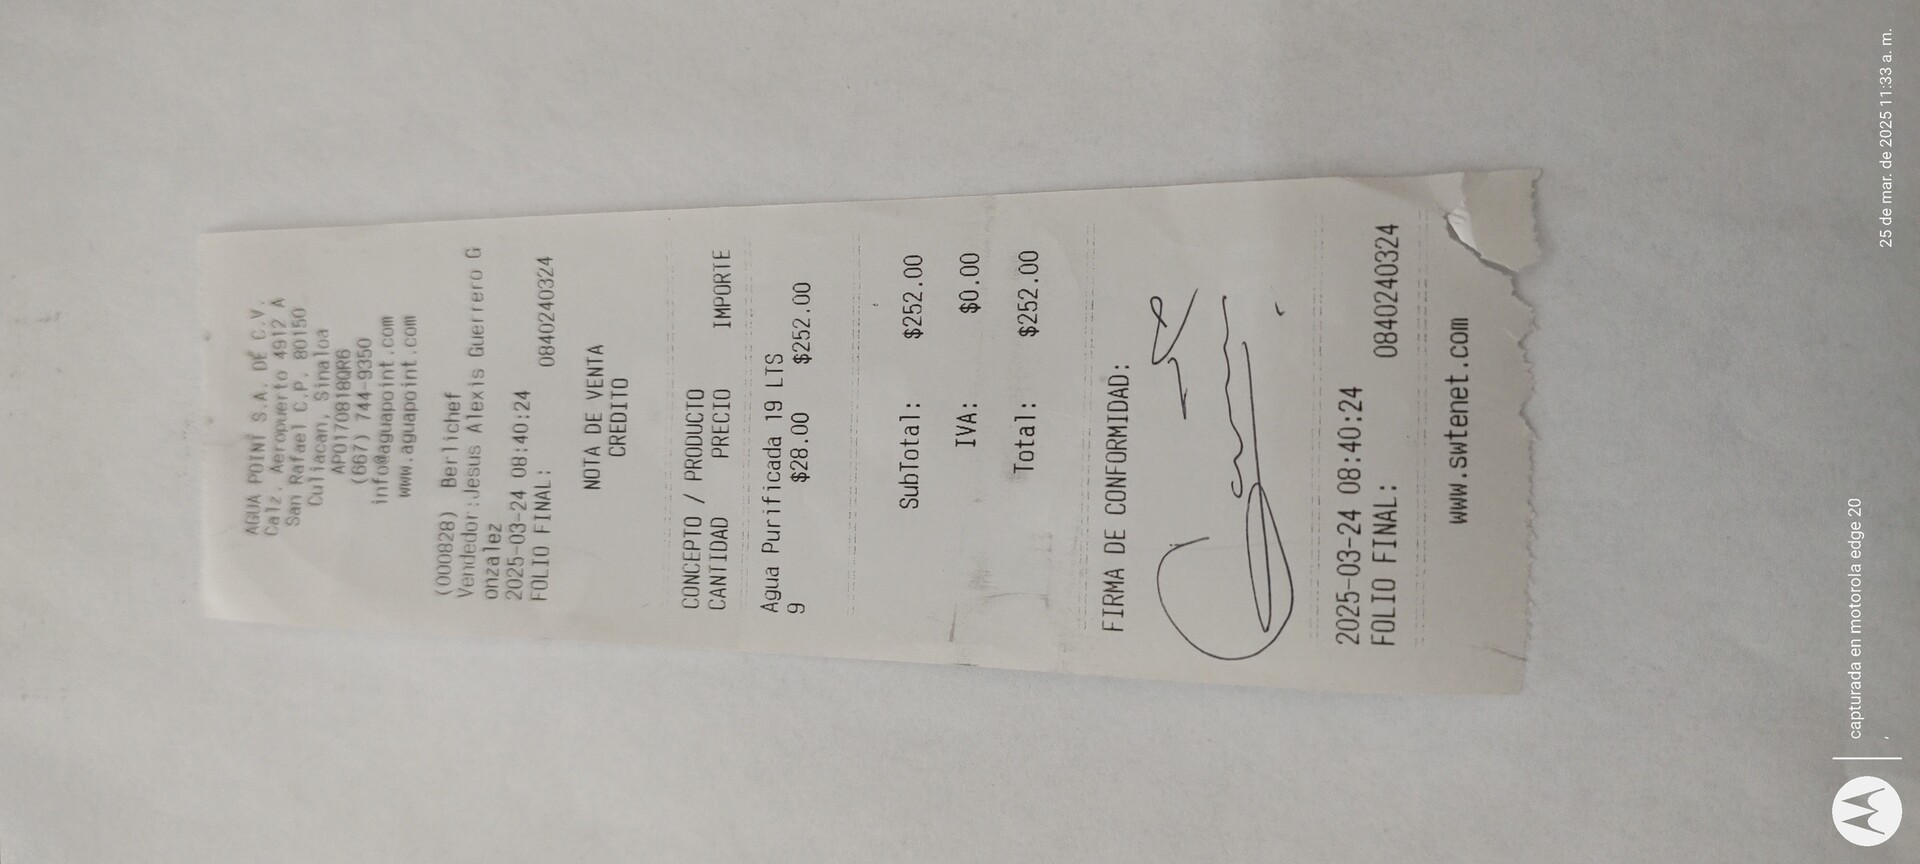 AGUA POINT S.A. DE C.V.
Calz. Aeropuerto 4912 A
San Rafael C.P. 80150
Culiacan, Sinaloa
APO170818QR6
(667) 744-9350
info@aguapoint.com
www.aguapoint.com
(000828) Berlichef
Vendedor:Jesus Alexis Guerrero G
onzalez
2025-03-24 08:40:24
FOLIO FINAL: 0840240324
NOTA DE VENTA
CREDITO
CONCEPTO / PRODUCTO
CANTIDAD PRECIO IMPORTE
Agua Purificada 19 LTS
9 $28.00 $252.00
SubTotal: $252.00
IVA: $0.00
Total: $252.00
FIRMA DE CONFORMIDAD:
2025-03-24 08:40:24
FOLIO FINAL: 0840240324
www.swtenet.com
capturada en motorola edge 20
25 de mar. de 2025 11:33 a. m.